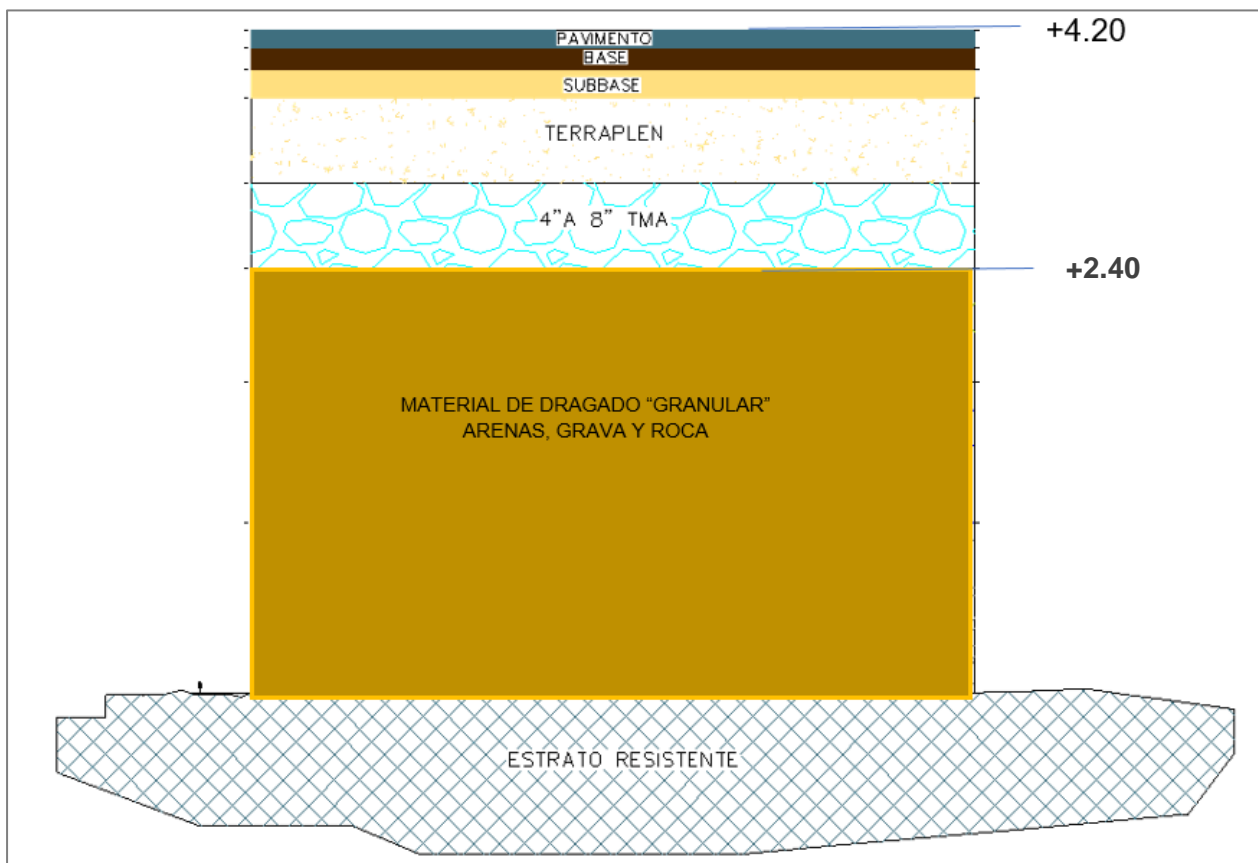 +4.20
PAVIMENTO
BASE
SUBBASE
TERRAPLEN
4"A 8" TMA
+2.40
MATERIAL DE DRAGADO “GRANULAR”
ARENAS, GRAVA Y ROCA
ESTRATO RESISTENTE